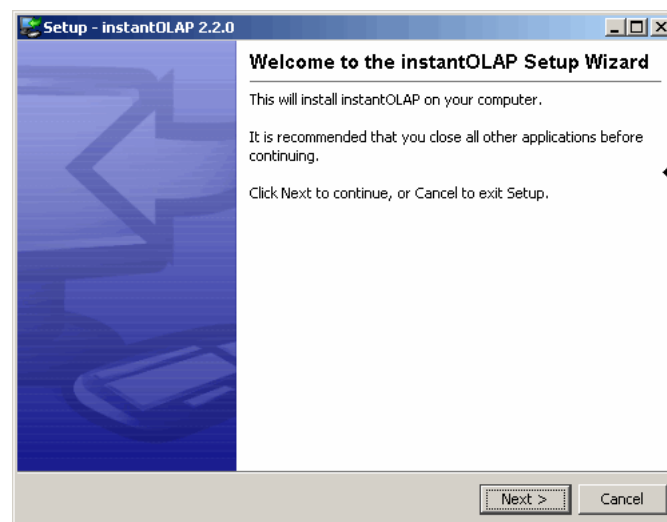 Setup - instantOLAP 2.2.0
Welcome to the instantOLAP Setup Wizard
This will install instantOLAP on your computer.
It is recommended that you close all other applications before
continuing.
Click Next to continue, or Cancel to exit Setup.
Next >
Cancel